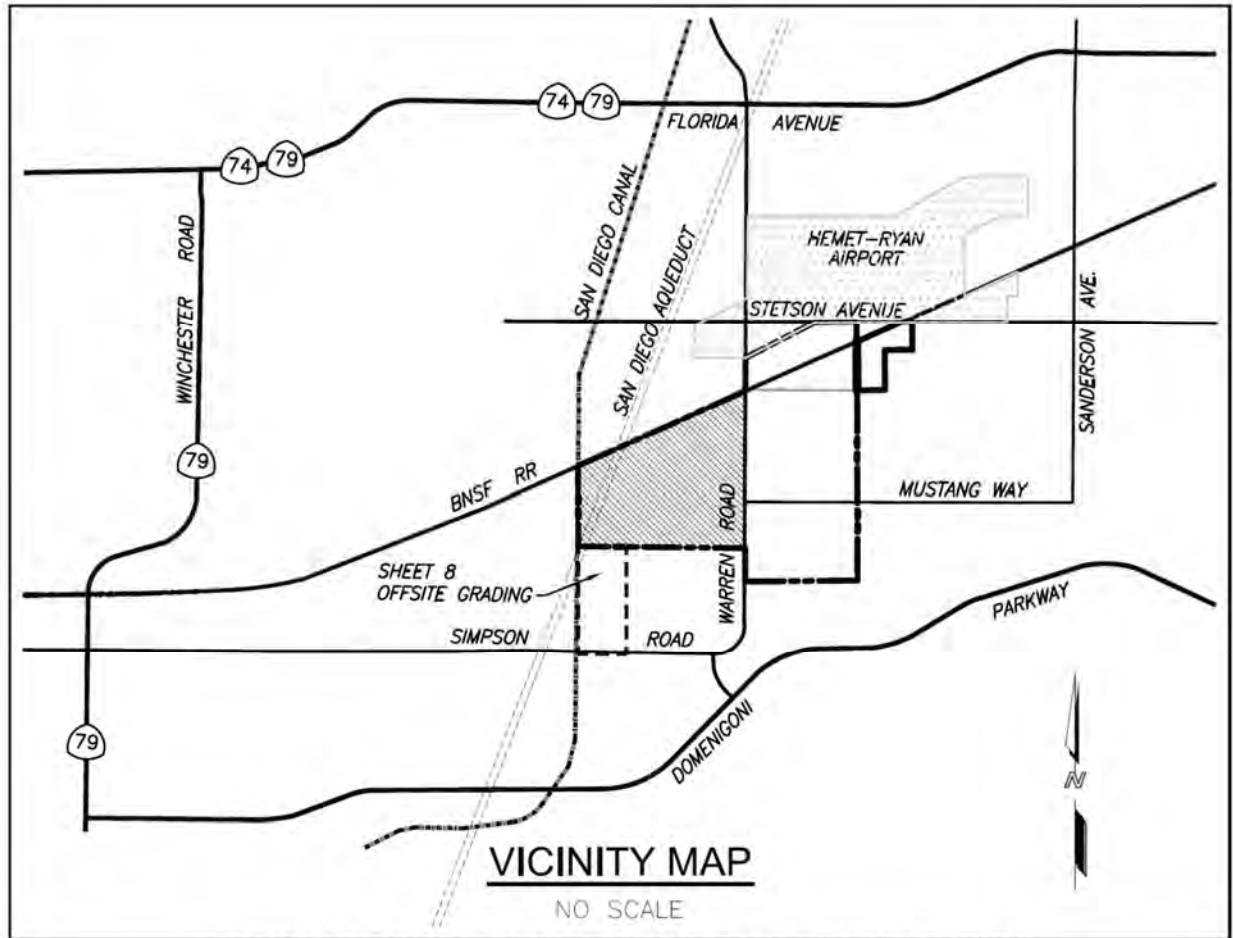 74 79
FLORIDA AVENUE
74 79
WINCHESTER ROAD
SAN DIEGO CANAL
SAN DIEGO AQUEDUCT
HEMET-RYAN
AIRPORT
STETSON AVENUE
SANDERSON AVE.
79
BNSF RR
MUSTANG WAY
WARREN ROAD
SHEET 8
OFFSITE GRADING
SIMPSON ROAD
PARKWAY
DOMENIGONI
79
N
VICINITY MAP
NO SCALE